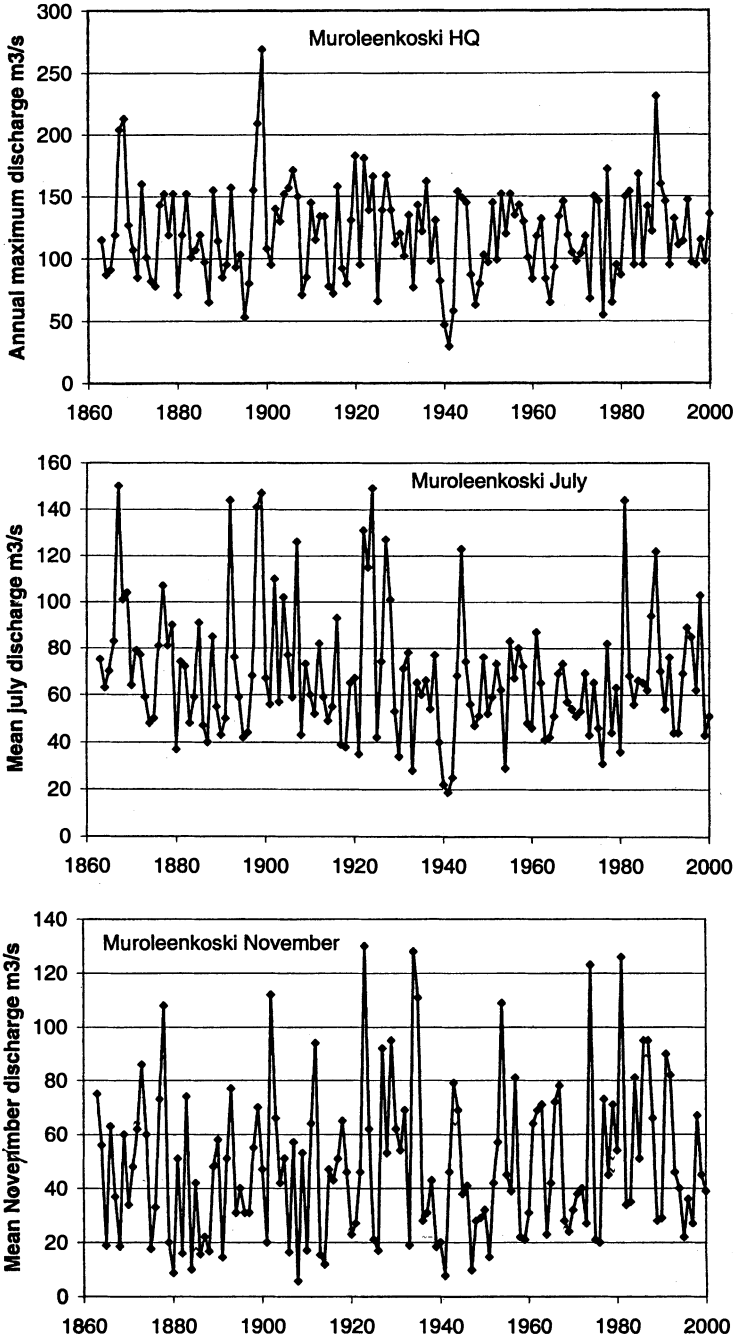 Annual maximum discharge m3/s
Muroleenkoski HQ
300
250
200
150
100
50
0
1860 1880 1900 1920 1940 1960 1980 2000
Mean july discharge m3/s
Muroleenkoski July
160
140
120
100
80
60
40
20
0
1860 1880 1900 1920 1940 1960 1980 2000
Mean November discharge m3/s
Muroleenkoski November
140
120
100
80
60
40
20
0
1860 1880 1900 1920 1940 1960 1980 2000